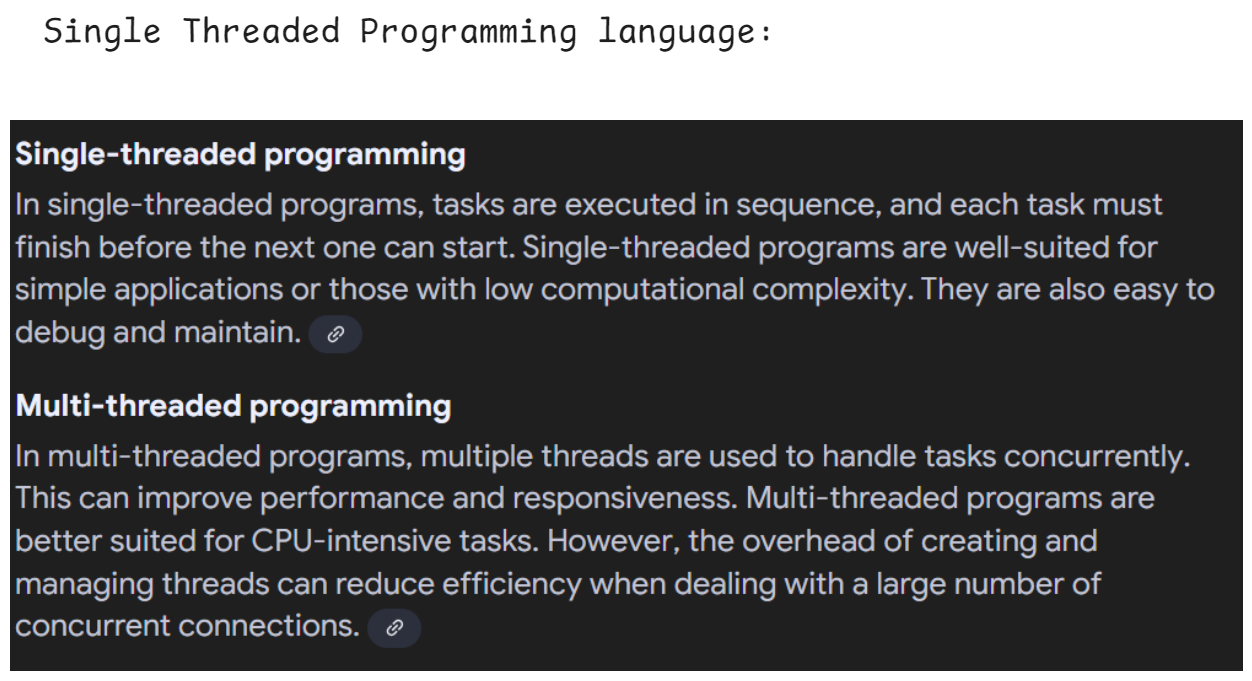 Single Threaded Programming language:
Single-threaded programming
In single-threaded programs, tasks are executed in sequence, and each task must
finish before the next one can start. Single-threaded programs are well-suited for
simple applications or those with low computational complexity. They are also easy to
debug and maintain.
Multi-threaded programming
In multi-threaded programs, multiple threads are used to handle tasks concurrently.
This can improve performance and responsiveness. Multi-threaded programs are
better suited for CPU-intensive tasks. However, the overhead of creating and
managing threads can reduce efficiency when dealing with a large number of
concurrent connections.